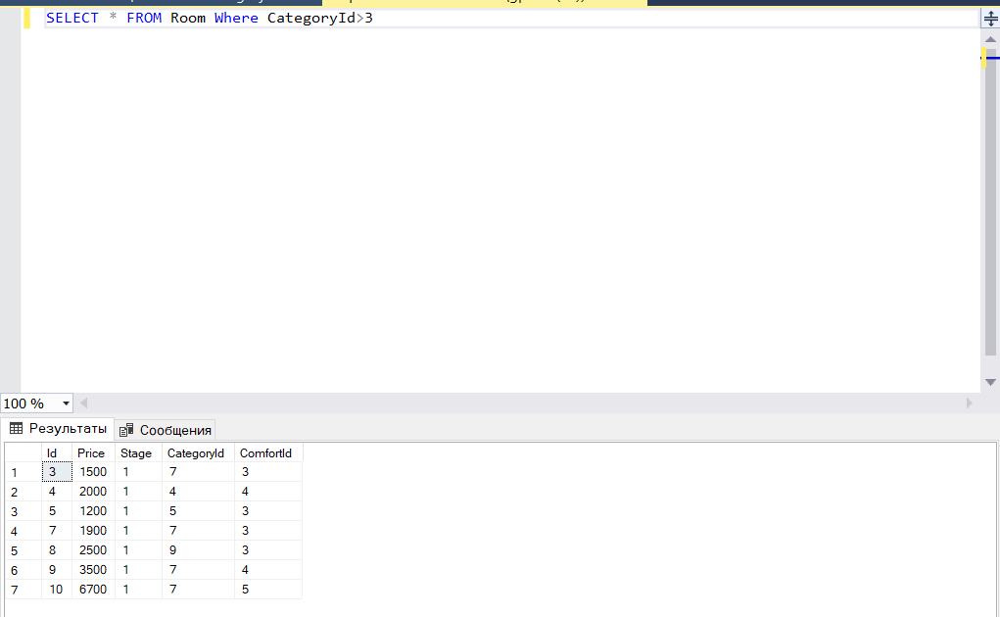 SELECT * FROM Room Where CategoryId>3
100 %
Результаты Сообщения
Id Price Stage CategoryId ComfortId
1 3 1500 1 7 3
2 4 2000 1 4 4
3 5 1200 1 5 3
4 7 1900 1 7 3
5 8 2500 1 9 3
6 9 3500 1 7 4
7 10 6700 1 7 5